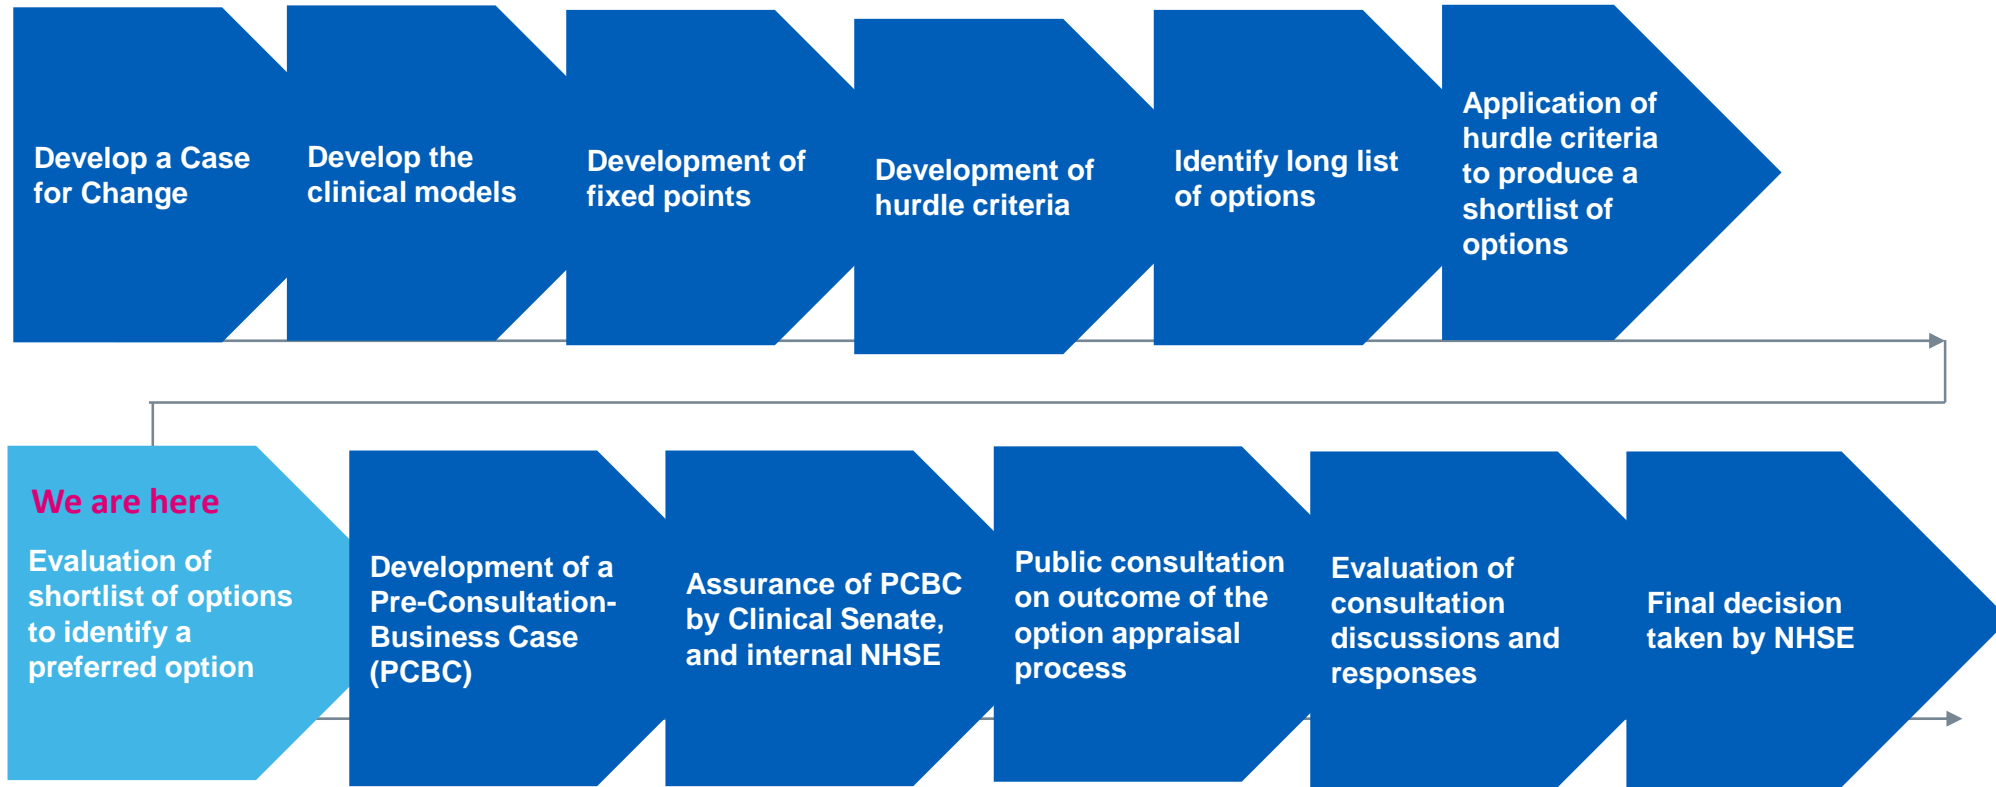 Develop a Case
for Change
Develop the
clinical models
Development of
fixed points
Development of
hurdle criteria
Identify long list
of options
Application of
hurdle criteria
to produce a
shortlist of
options
We are here
Evaluation of
shortlist of options
to identify a
preferred option
Development of a
Pre-Consultation-
Business Case
(PCBC)
Assurance of PCBC
by Clinical Senate,
and internal NHSE
Public consultation
on outcome of the
option appraisal
process
Evaluation of
consultation
discussions and
responses
Final decision
taken by NHSE